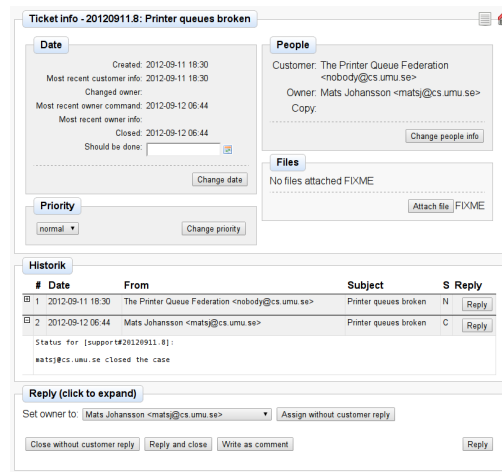 Ticket info - 20120911.8: Printer queues broken
Date
Created: 2012-09-11 18:30
Most recent customer info: 2012-09-11 18:30
Changed owner:
Most recent owner command: 2012-09-12 06:44
Most recent owner info:
Closed: 2012-09-12 06:44
Should be done:
Change date
People
Customer: The Printer Queue Federation
<nobody@cs.umu.se>
Owner: Mats Johansson <matsj@cs.umu.se>
Copy:
Change people info
Files
No files attached FIXME
Attach file FIXME
Priority
normal
Change priority
Historik
# Date From Subject S Reply
1 2012-09-11 18:30 The Printer Queue Federation <nobody@cs.umu.se> Printer queues broken N Reply
2 2012-09-12 06:44 Mats Johansson <matsj@cs.umu.se> Printer queues broken C Reply
Status for [support#20120911.8]:
matsj@cs.umu.se closed the case
Reply (click to expand)
Set owner to: Mats Johansson <matsj@cs.umu.se> Assign without customer reply
Close without customer reply Reply and close Write as comment Reply